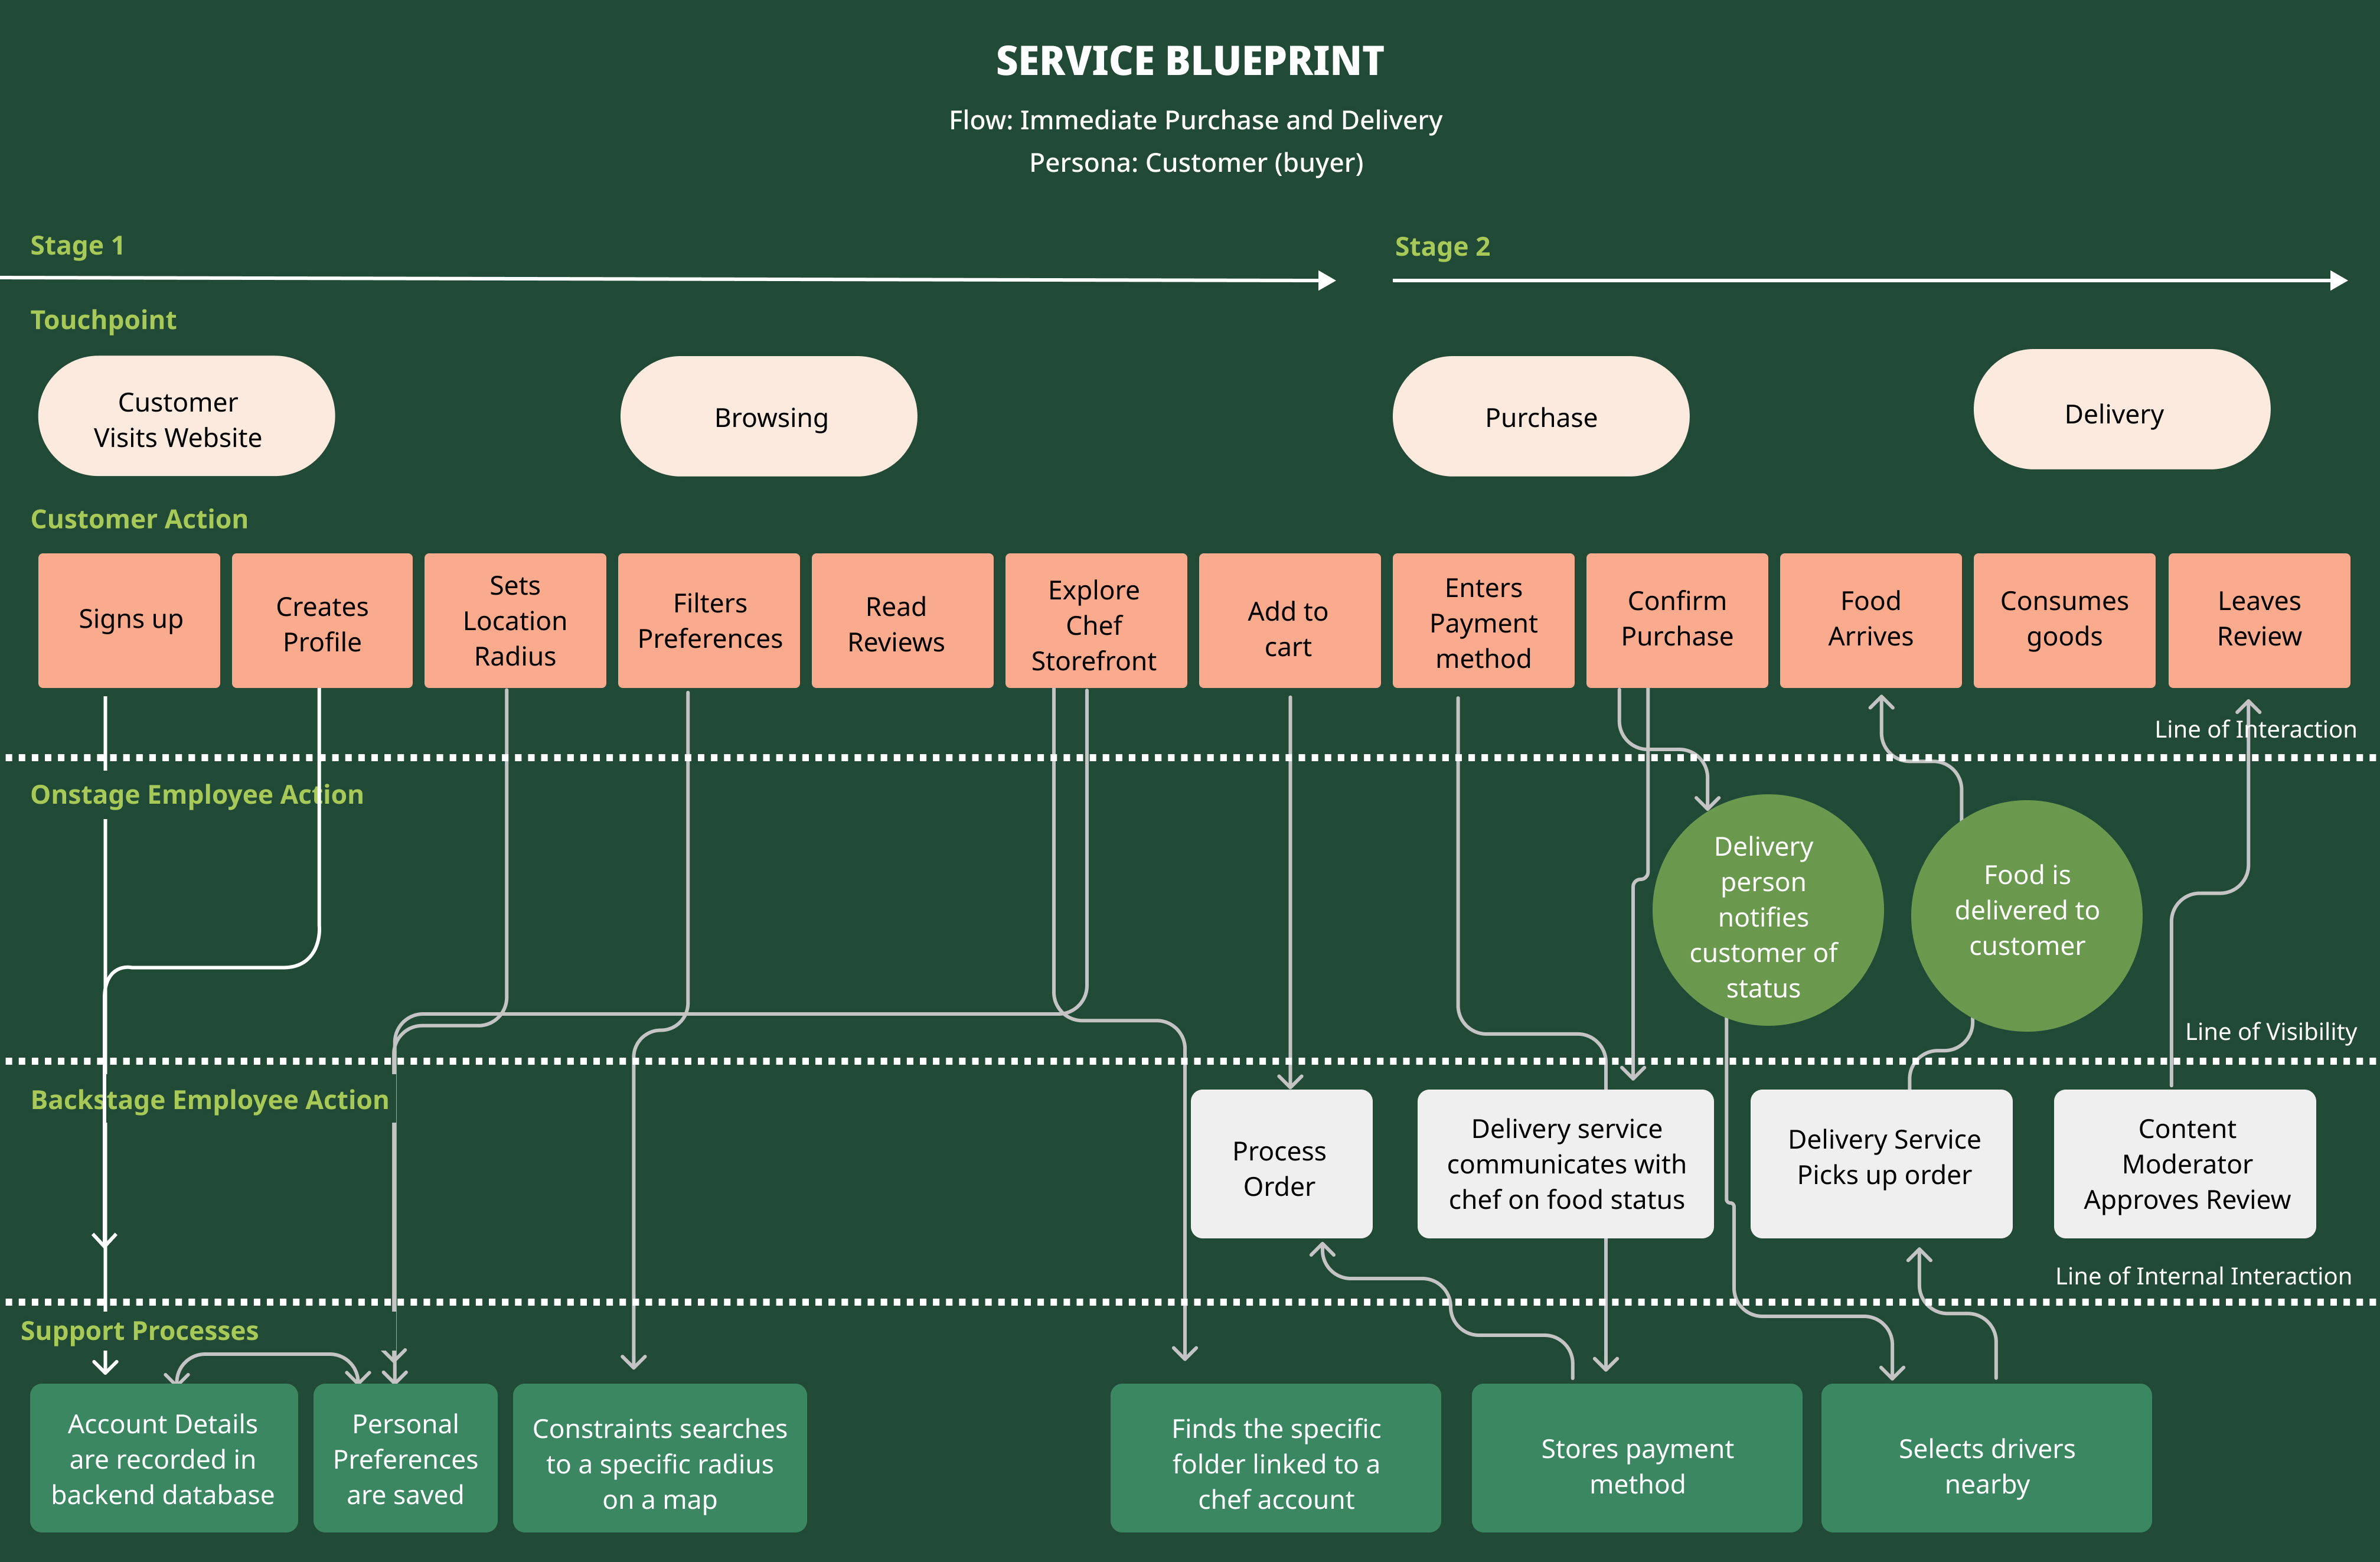 SERVICE BLUEPRINT
Flow: Immediate Purchase and Delivery
Persona: Customer (buyer)
Stage 1
Stage 2
Touchpoint
Customer
Visits Website
Browsing
Purchase
Delivery
Customer Action
Signs up
Creates
Profile
Sets
Location
Radius
Filters
Preferences
Read
Reviews
Explore
Chef
Storefront
Add to
cart
Enters
Payment
method
Confirm
Purchase
Food
Arrives
Consumes
goods
Leaves
Review
Line of Interaction
Onstage Employee Action
Delivery
person
notifies
customer of
status
Food is
delivered to
customer
Line of Visibility
Backstage Employee Action
Process
Order
Delivery service
communicates with
chef on food status
Delivery Service
Picks up order
Content
Moderator
Approves Review
Line of Internal Interaction
Support Processes
Account Details
are recorded in
backend database
Personal
Preferences
are saved
Constraints searches
to a specific radius
on a map
Finds the specific
folder linked to a
chef account
Stores payment
method
Selects drivers
nearby